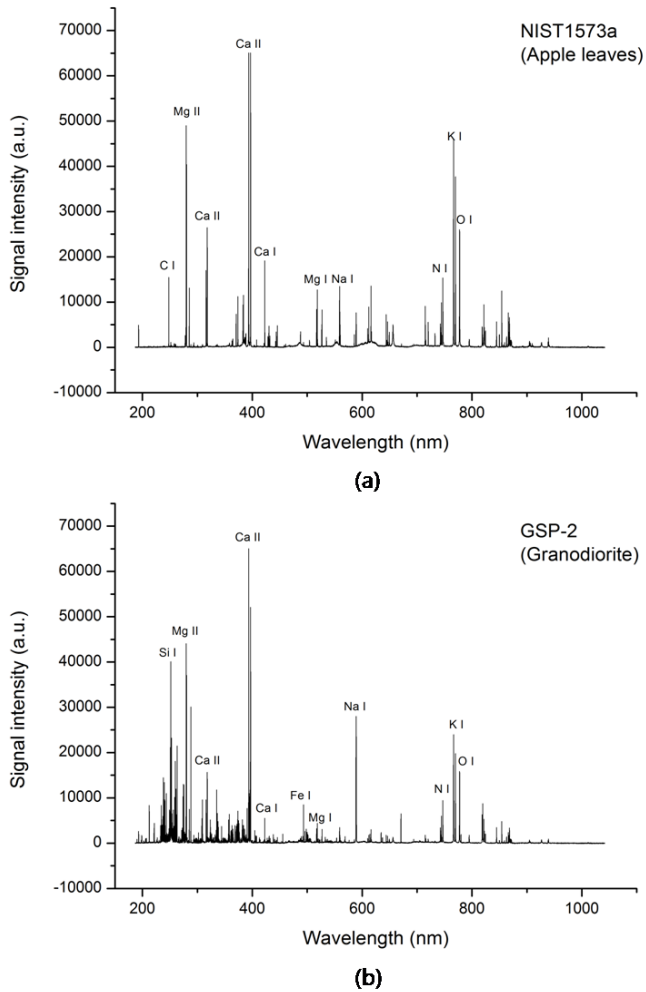 NIST1573a
(Apple leaves)
70000
60000
50000
40000
30000
20000
10000
0
-10000
Signal intensity (a.u.)
Ca II
Mg II
Ca II
C I
Ca I
Mg I Na I
K I
O I
N I
200 400 600 800 1000
Wavelength (nm)
(a)
GSP-2
(Granodiorite)
70000
60000
50000
40000
30000
20000
10000
0
-10000
Signal intensity (a.u.)
Ca II
Mg II
Si I
Ca II
Ca I
Fe I
Mg I
Na I
K I
O I
N I
200 400 600 800 1000
Wavelength (nm)
(b)